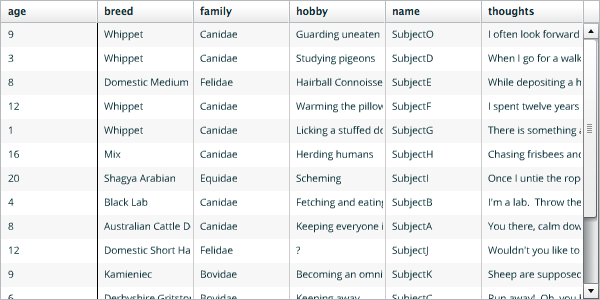 age breed family hobby name thoughts
9 Whippet Canidae Guarding uneaten SubjectO I often look forward
3 Whippet Canidae Studying pigeons SubjectD When I go for a walk
8 Domestic Medium Felidae Hairball Connoisse SubjectE While depositing a h
12 Whippet Canidae Warming the pillow SubjectF I spent twelve years
1 Whippet Canidae Licking a stuffed do SubjectG There is something a
16 Mix Canidae Herding humans SubjectH Chasing frisbees and
20 Shagya Arabian Equidae Scheming SubjectI Once I untie the rop
4 Black Lab Canidae Fetching and eating SubjectB I'm a lab. Throw the
8 Australian Cattle D Canidae Keeping everyone i SubjectA You there, calm dow
12 Domestic Short Ha Felidae ? SubjectJ Wouldn't you like to
9 Kamieniec Bovidae Becoming an omni SubjectK Sheep are supposed
6 Derbyshire Gritstor Bovidae Keeping away SubjectC Run away! Oh, you l